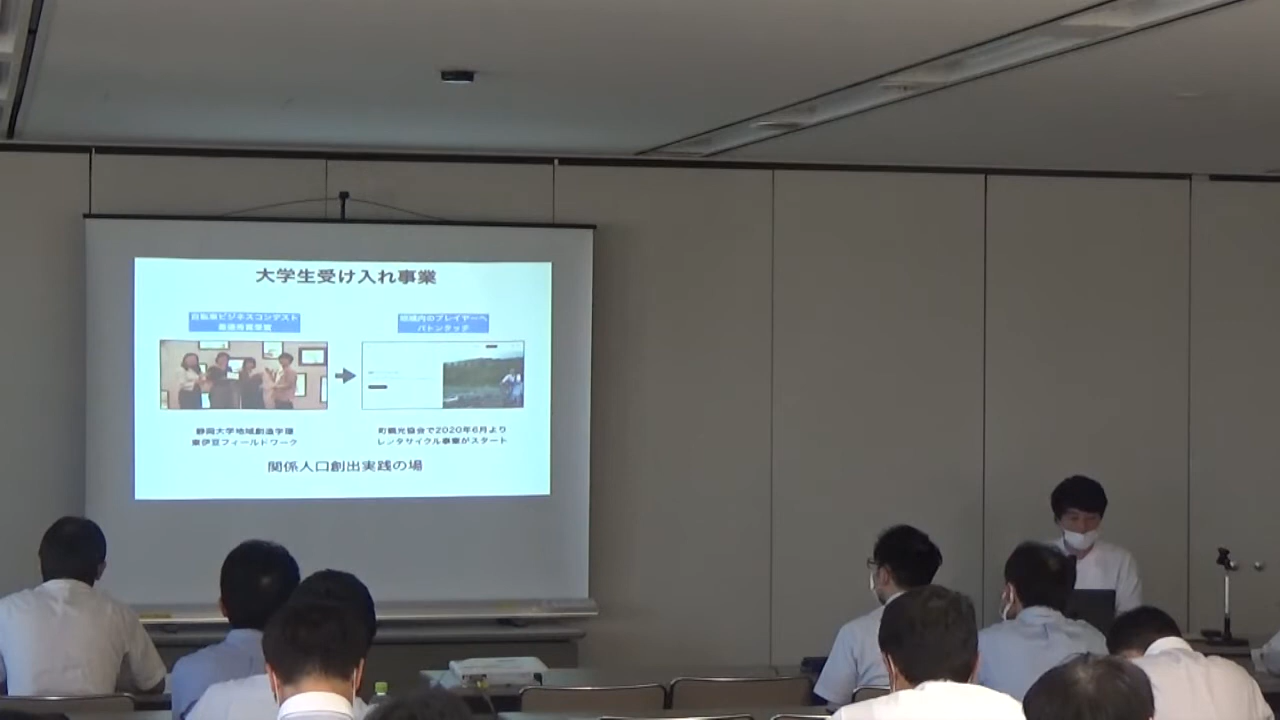 大学生受け入れ事業
自転車ビジネスコンテスト
最優秀賞受賞
地域内のプレイヤーへ
バトンタッチ
静岡大学地域創造学環
東伊豆フィールドワーク
町観光協会で2020年6月より
レンタサイクル事業がスタート
関係人口創出実践の場